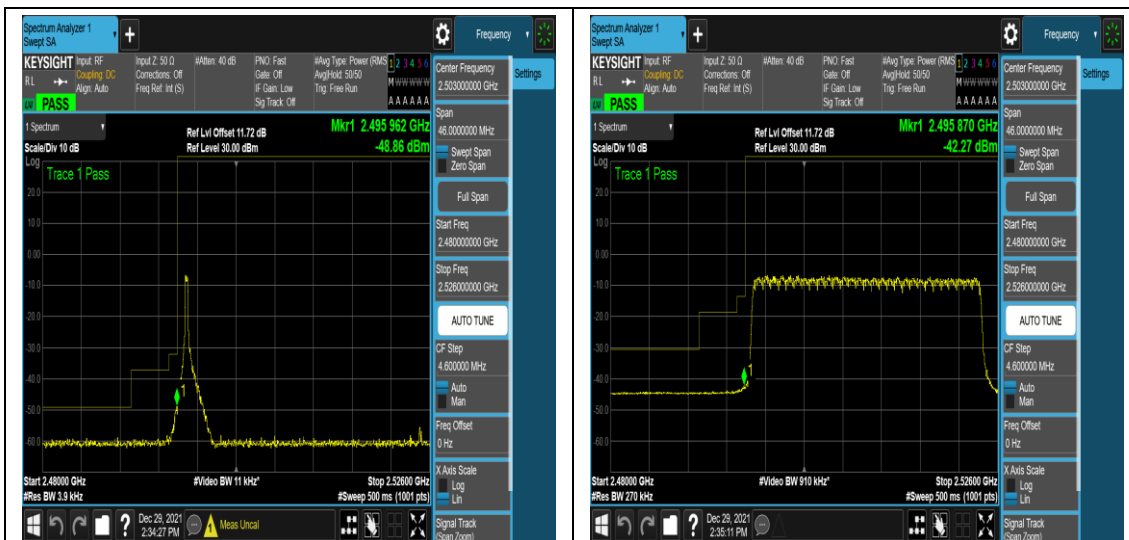 Spectrum Analyzer 1
Swept SA
+
Frequency
KEYSIGHT
RL
Input: RF
Coupling: DC
Align: Auto
Input Z: 50 Ω
Corrections: Off
Freq Ref: Int (S)
#Atten: 40 dB
PNO: Fast
Gate: Off
IF Gain: Low
Sig Track: Off
#Avg Type: Power (RMS
Avg|Hold: 50/50
Trig: Free Run
1 2 3 4 5 6
M W W W W W
A A A A A A
PASS
1 Spectrum
Scale/Div 10 dB
Ref Lvl Offset 11.72 dB
Ref Level 30.00 dBm
Mkr1 2.495 962 GHz
-48.86 dBm
Log
Trace 1 Pass
20.0
10.0
0.00
-10.0
-20.0
-30.0
-40.0
-50.0
-60.0
1
Start 2.48000 GHz
#Res BW 3.9 kHz
#Video BW 11 kHz*
Stop 2.52600 GHz
#Sweep 500 ms (1001 pts)
Center Frequency
2.503000000 GHz
Settings
Span
46.0000000 MHz
Swept Span
Zero Span
Full Span
Start Freq
2.480000000 GHz
Stop Freq
2.526000000 GHz
AUTO TUNE
CF Step
4.600000 MHz
Auto
Man
Freq Offset
0 Hz
X Axis Scale
Log
Lin
Signal Track
(Span Zoom)
?
Dec 29, 2021
2:34:27 PM
Meas Uncal
Spectrum Analyzer 1
Swept SA
+
Frequency
KEYSIGHT
RL
Input: RF
Coupling: DC
Align: Auto
Input Z: 50 Ω
Corrections: Off
Freq Ref: Int (S)
#Atten: 40 dB
PNO: Fast
Gate: Off
IF Gain: Low
Sig Track: Off
#Avg Type: Power (RMS
Avg|Hold: 50/50
Trig: Free Run
1 2 3 4 5 6
M W W W W W
A A A A A A
PASS
1 Spectrum
Scale/Div 10 dB
Ref Lvl Offset 11.72 dB
Ref Level 30.00 dBm
Mkr1 2.495 870 GHz
-42.27 dBm
Log
Trace 1 Pass
20.0
10.0
0.00
-10.0
-20.0
-30.0
-40.0
-50.0
-60.0
1
Start 2.48000 GHz
#Res BW 270 kHz
#Video BW 910 kHz*
Stop 2.52600 GHz
#Sweep 500 ms (1001 pts)
Center Frequency
2.503000000 GHz
Settings
Span
46.0000000 MHz
Swept Span
Zero Span
Full Span
Start Freq
2.480000000 GHz
Stop Freq
2.526000000 GHz
AUTO TUNE
CF Step
4.600000 MHz
Auto
Man
Freq Offset
0 Hz
X Axis Scale
Log
Lin
Signal Track
(Span Zoom)
?
Dec 29, 2021
2:35:11 PM